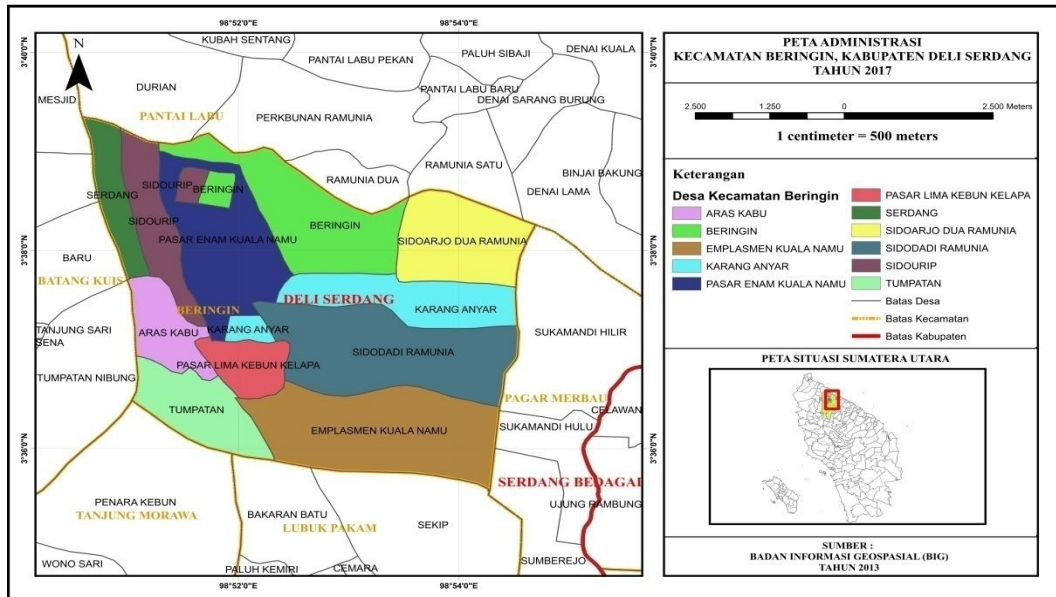 98°52'0"E
98°54'0"E
3°40'0"N
3°40'0"N
N
KUBAH SENTANG
PALUH SIBAJI
DENAI KUALA
PANTAI LABU PEKAN
DURIAN
MESJID
PANTAI LABU BARU
DENAI SARANG BURUNG
PANTAI LABU
PERKBUNAN RAMUNIA
RAMUNIA SATU
BINJAI BAKUNG
RAMUNIA DUA
DENAI LAMA
SERDANG
SIDOURIP
BERINGIN
SIDOURIP
BERINGIN
PASAR ENAM KUALA NAMU
SIDOARJO DUA RAMUNIA
3°38'0"N
3°38'0"N
BARU
BATANG KUIS
DELI SERDANG
BERINGIN
KARANG ANYAR
TANJUNG SARI
SENA
ARAS KABU
KARANG ANYAR
SUKAMANDI HILIR
SIDODADI RAMUNIA
PASAR LIMA KEBUN KELAPA
TUMPATAN NIBUNG
PAGAR MERBAU
CELAWAN
TUMPATAN
SUKAMANDI HULU
EMPLASMEN KUALA NAMU
3°36'0"N
3°36'0"N
SERDANG BEDAGAI
PENARA KEBUN
UJUNG RAMBUNG
TANJUNG MORAWA
BAKARAN BATU
SEKIP
LUBUK PAKAM
WONO SARI
PALUH KEMIRI
CEMARA
SUMBEREJO
98°52'0"E
98°54'0"E
PETA ADMINISTRASI
KECAMATAN BERINGIN, KABUPATEN DELI SERDANG
TAHUN 2017
2.500 1.250 0 2.500 Meters
1 centimeter = 500 meters
Keterangan
Desa Kecamatan Beringin
ARAS KABU
BERINGIN
EMPLASMEN KUALA NAMU
KARANG ANYAR
PASAR ENAM KUALA NAMU
PASAR LIMA KEBUN KELAPA
SERDANG
SIDOARJO DUA RAMUNIA
SIDODADI RAMUNIA
SIDOURIP
TUMPATAN
Batas Desa
Batas Kecamatan
Batas Kabupaten
PETA SITUASI SUMATERA UTARA
SUMBER :
BADAN INFORMASI GEOSPASIAL (BIG)
TAHUN 2013